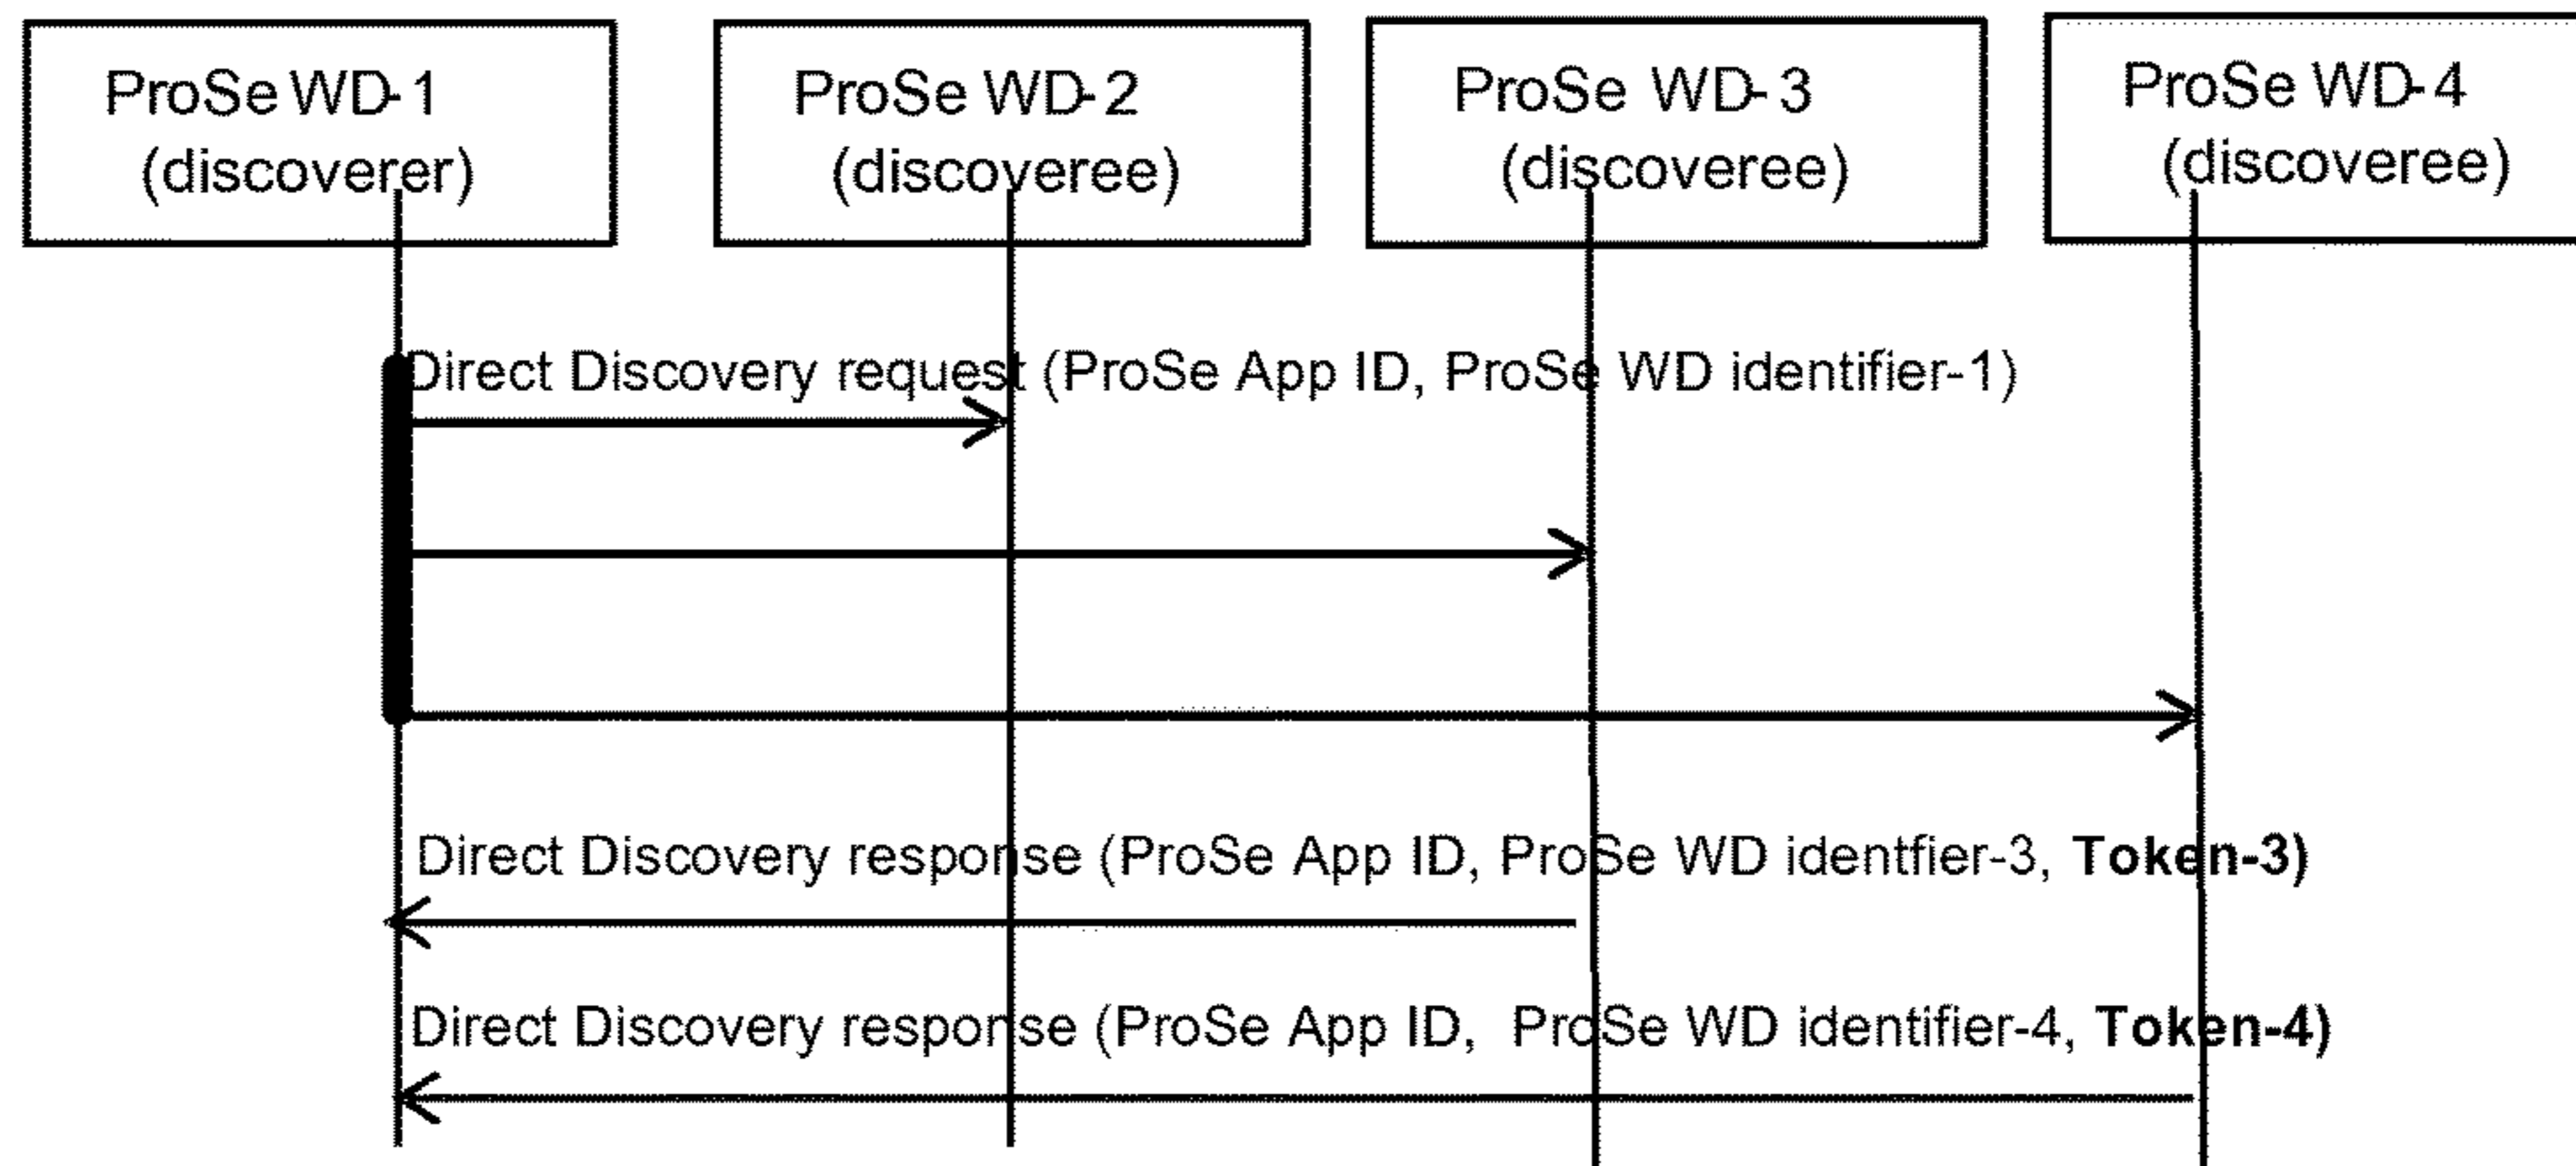 ProSe WD-1
(discoverer)
ProSe WD-2
(discoveree)
ProSe WD-3
(discoveree)
ProSe WD-4
(discoveree)
Direct Discovery request (ProSe App ID, ProSe WD identifier-1)
Direct Discovery response (ProSe App ID, ProSe WD identfier-3, Token-3)
Direct Discovery response (ProSe App ID, ProSe WD identifier-4, Token-4)